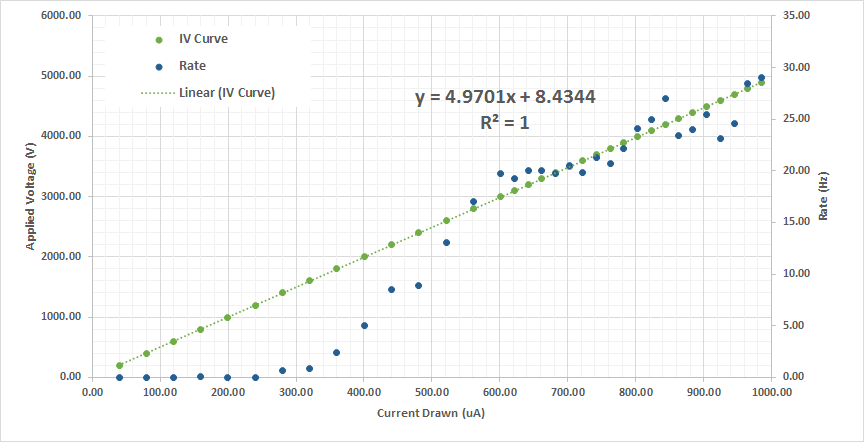 6000.00
5000.00
4000.00
3000.00
2000.00
1000.00
0.00
Applied Voltage (V)
IV Curve
Rate
Linear (IV Curve)
y = 4.9701x + 8.4344
R² = 1
35.00
30.00
25.00
20.00
15.00
10.00
5.00
0.00
Rate (Hz)
0.00 100.00 200.00 300.00 400.00 500.00 600.00 700.00 800.00 900.00 1000.00
Current Drawn (uA)